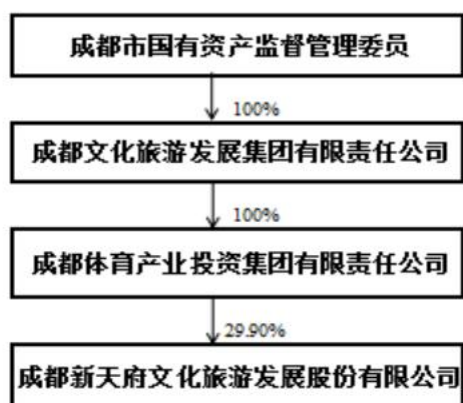 成都市国有资产监督管理委员
100%
成都文化旅游发展集团有限责任公司
100%
成都体育产业投资集团有限责任公司
29.90%
成都新天府文化旅游发展股份有限公司